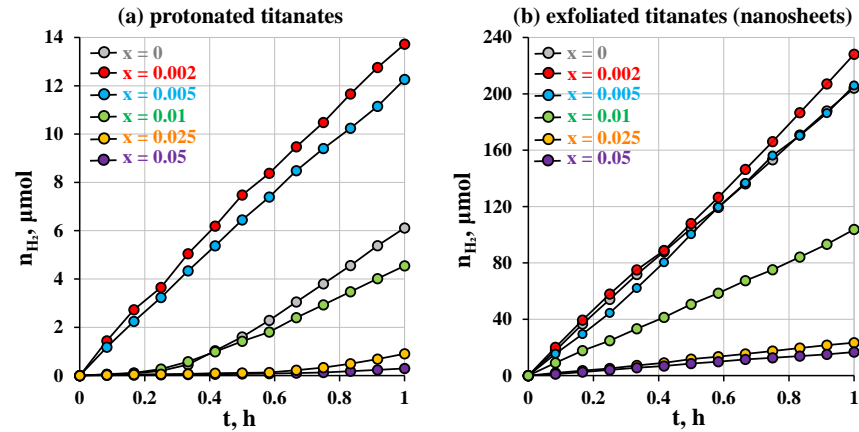 (a) protonated titanates
14
12
10
8
6
4
2
0
0
0.2
0.4
0.6
0.8
1
x = 0
x = 0.002
x = 0.005
x = 0.01
x = 0.025
x = 0.05
n_H₂, μmol
t, h
(b) exfoliated titanates (nanosheets)
240
200
160
120
80
40
0
0
0.2
0.4
0.6
0.8
1
x = 0
x = 0.002
x = 0.005
x = 0.01
x = 0.025
x = 0.05
n_H₂, μmol
t, h